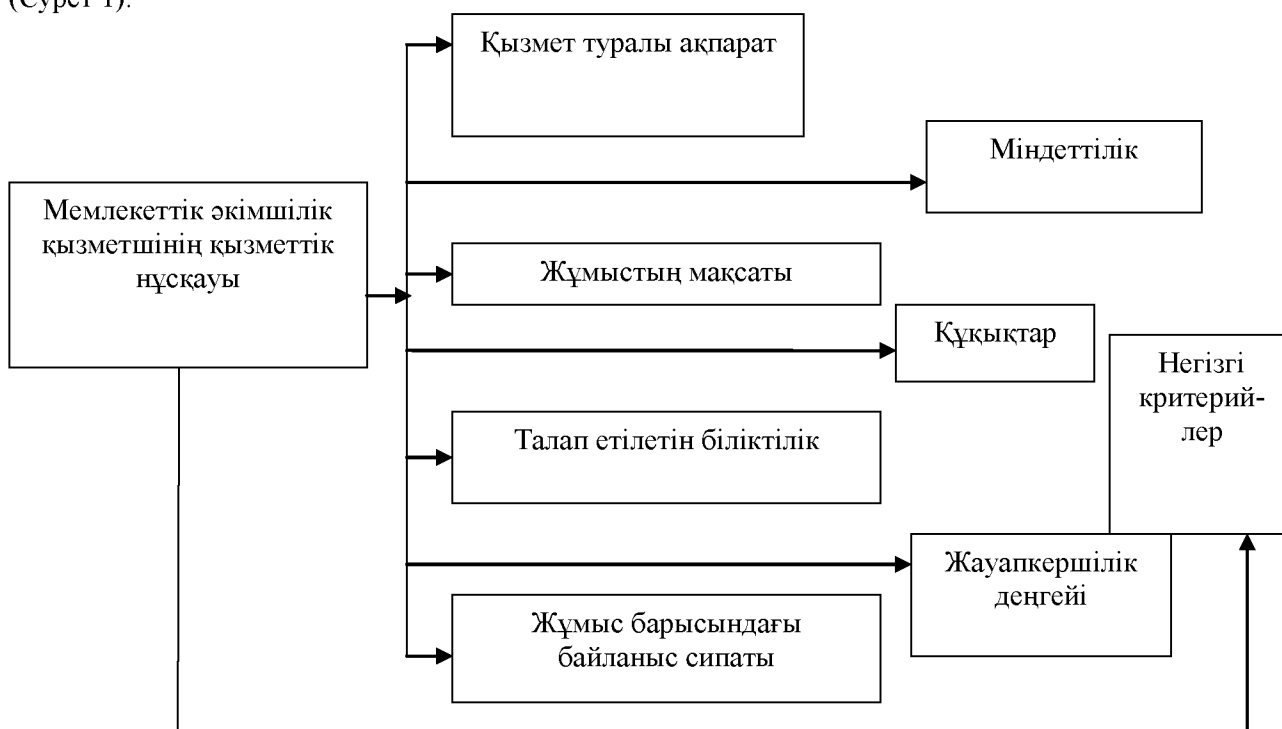 (Сурет 1).
Қызмет туралы ақпарат
Міндеттілік
Мемлекеттік әкімшілік
қызметшінің қызметтік
нұсқауы
Жұмыстың мақсаты
Құқықтар
Негізгі
критерий-
лер
Талап етілетін біліктілік
Жауапкершілік
деңгейі
Жұмыс барысындағы
байланыс сипаты